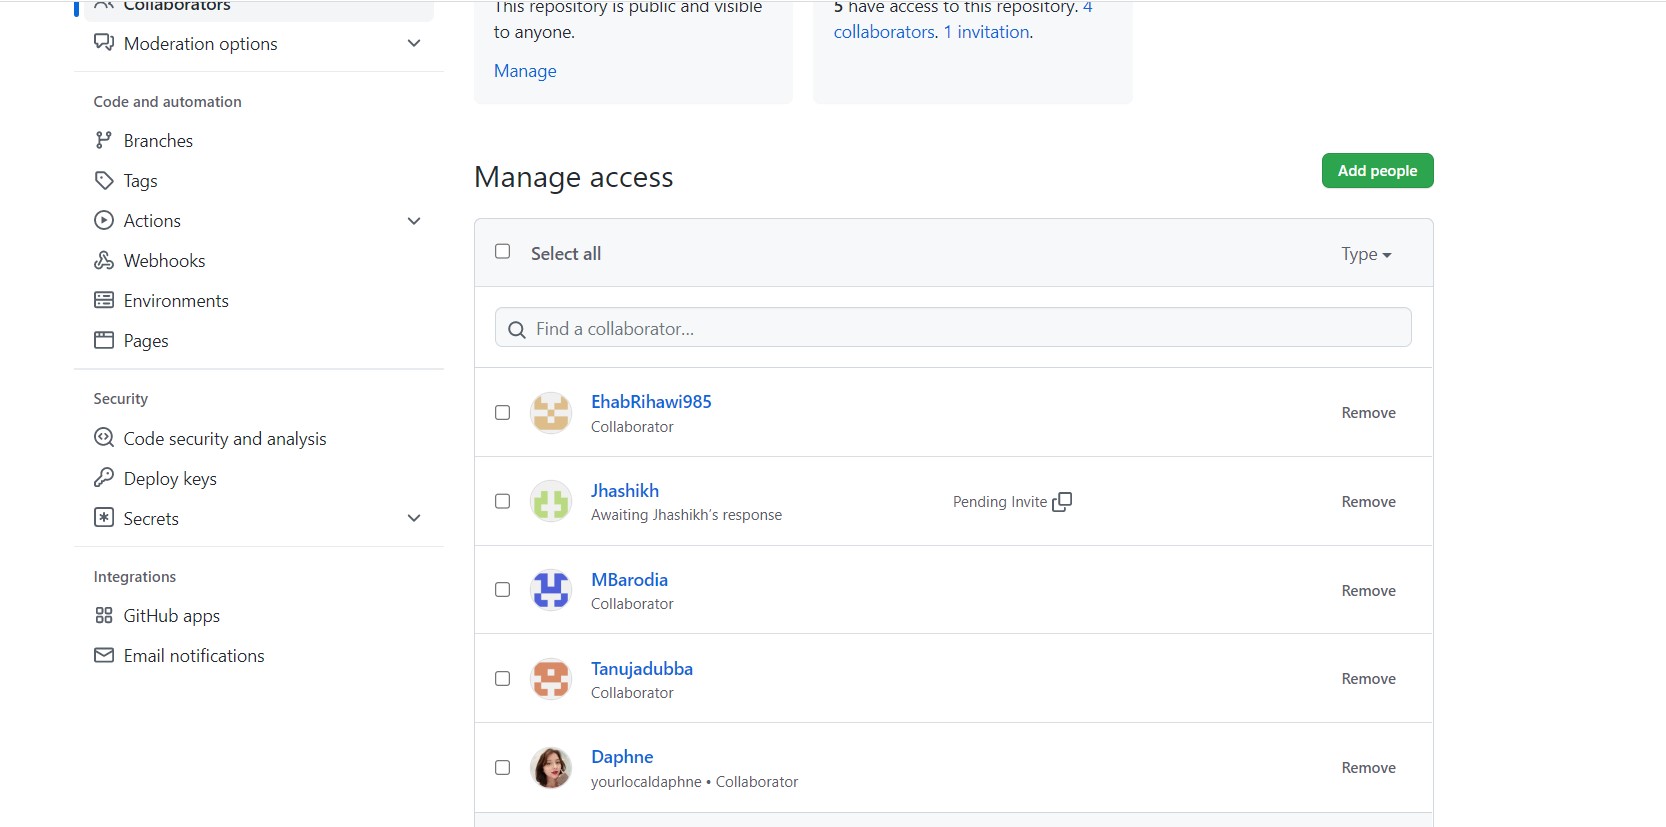 Collaborators
Moderation options
Code and automation
Branches
Tags
Actions
Webhooks
Environments
Pages
Security
Code security and analysis
Deploy keys
Secrets
Integrations
GitHub apps
Email notifications
This repository is public and visible
to anyone.
Manage
5 have access to this repository. 4
collaborators. 1 invitation.
Manage access
Add people
Select all
Type
Find a collaborator...
EhabRihawi985
Collaborator
Remove
Jhashikh
Awaiting Jhashikh’s response
Pending Invite
Remove
MBarodia
Collaborator
Remove
Tanujadubba
Collaborator
Remove
Daphne
yourlocaldaphne • Collaborator
Remove